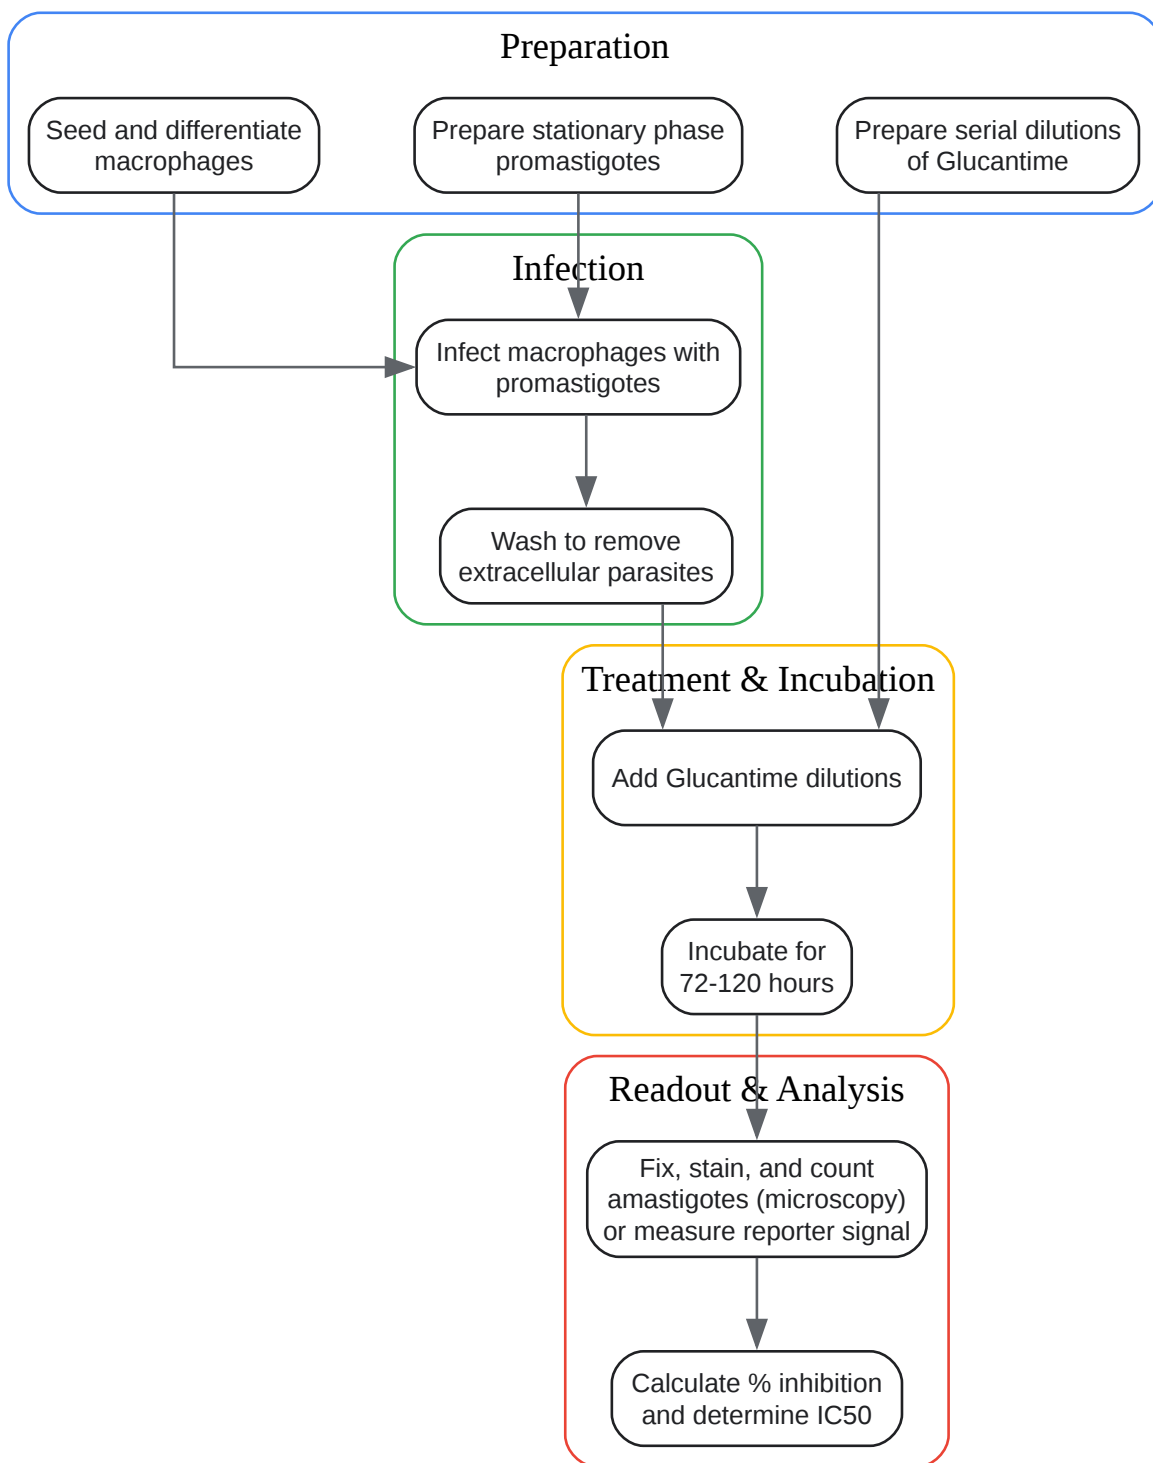 Preparation
Seed and differentiate
macrophages
Prepare stationary phase
promastigotes
Prepare serial dilutions
of Glucantime
Infection
Infect macrophages with
promastigotes
Wash to remove
extracellular parasites
Treatment & Incubation
Add Glucantime dilutions
Incubate for
72-120 hours
Readout & Analysis
Fix, stain, and count
amastigotes (microscopy)
or measure reporter signal
Calculate % inhibition
and determine IC50